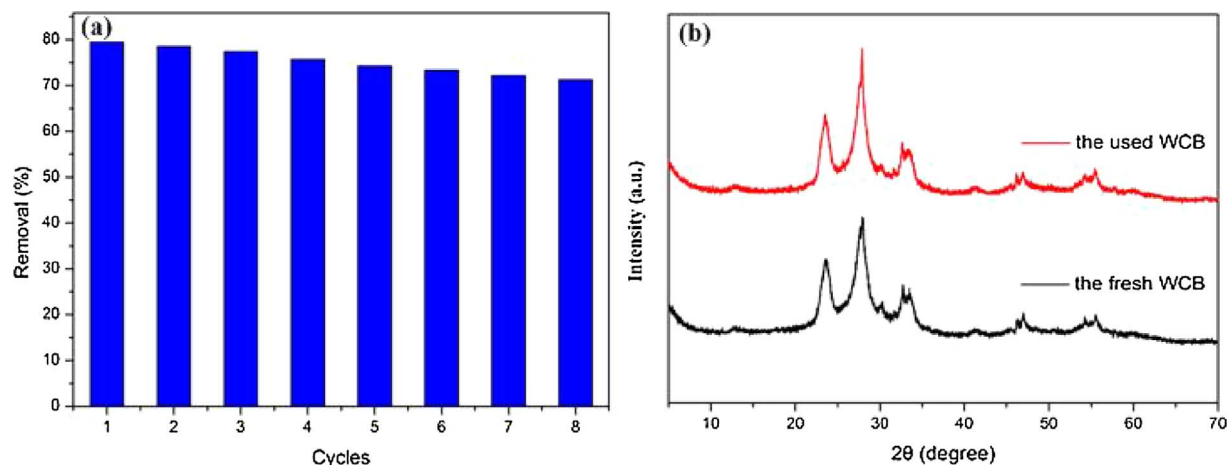 (a)
80
70
60
50
40
30
20
10
0
Removal (%)
1 2 3 4 5 6 7 8
Cycles
(b)
the used WCB
the fresh WCB
Intensity (a.u.)
10 20 30 40 50 60 70
2θ (degree)